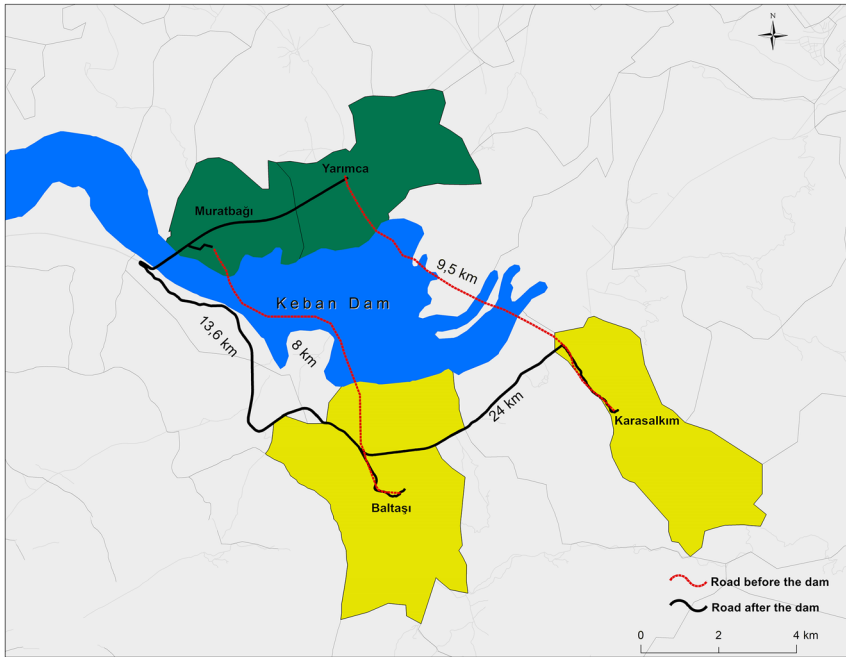 N
Yarımca
Muratbağı
9,5 km
Keban Dam
13,6 km
8 km
24 km
Karasalkım
Baltaşı
Road before the dam
Road after the dam
0 2 4 km